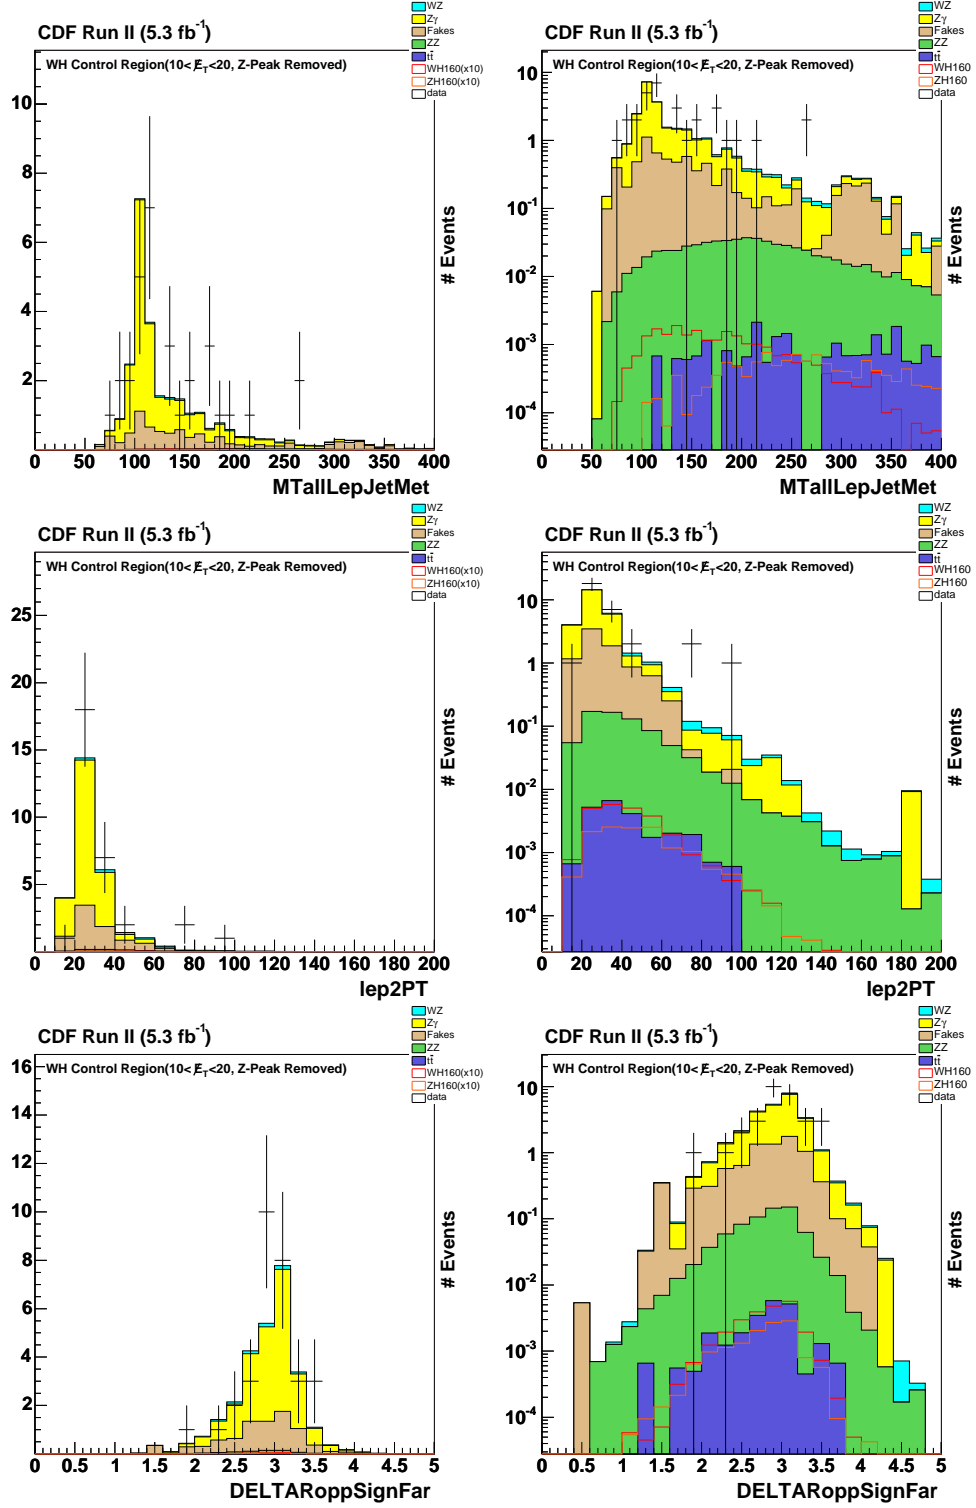 CDF Run II (5.3 fb⁻¹)
WZ
Zγ
Fakes
ZZ
tt̄
WH160(x10)
ZH160(x10)
data
WH Control Region(10< E̸_T<20, Z-Peak Removed)
10
8
6
4
2
0 50 100 150 200 250 300 350 400
MTallLepJetMet
# Events
CDF Run II (5.3 fb⁻¹)
WZ
Zγ
Fakes
ZZ
tt̄
WH160
ZH160
data
WH Control Region(10< E̸_T<20, Z-Peak Removed)
10
1
10⁻¹
10⁻²
10⁻³
10⁻⁴
0 50 100 150 200 250 300 350 400
MTallLepJetMet
# Events
CDF Run II (5.3 fb⁻¹)
WZ
Zγ
Fakes
ZZ
tt̄
WH160(x10)
ZH160(x10)
data
WH Control Region(10< E̸_T<20, Z-Peak Removed)
25
20
15
10
5
0 20 40 60 80 100 120 140 160 180 200
lep2PT
# Events
CDF Run II (5.3 fb⁻¹)
WZ
Zγ
Fakes
ZZ
tt̄
WH160
ZH160
data
WH Control Region(10< E̸_T<20, Z-Peak Removed)
10
1
10⁻¹
10⁻²
10⁻³
10⁻⁴
0 20 40 60 80 100 120 140 160 180 200
lep2PT
# Events
CDF Run II (5.3 fb⁻¹)
WZ
Zγ
Fakes
ZZ
tt̄
WH160(x10)
ZH160(x10)
data
WH Control Region(10< E̸_T<20, Z-Peak Removed)
16
14
12
10
8
6
4
2
0 0.5 1 1.5 2 2.5 3 3.5 4 4.5 5
DELTARoppSignFar
# Events
CDF Run II (5.3 fb⁻¹)
WZ
Zγ
Fakes
ZZ
tt̄
WH160
ZH160
data
WH Control Region(10< E̸_T<20, Z-Peak Removed)
10
1
10⁻¹
10⁻²
10⁻³
10⁻⁴
0 0.5 1 1.5 2 2.5 3 3.5 4 4.5 5
DELTARoppSignFar
# Events